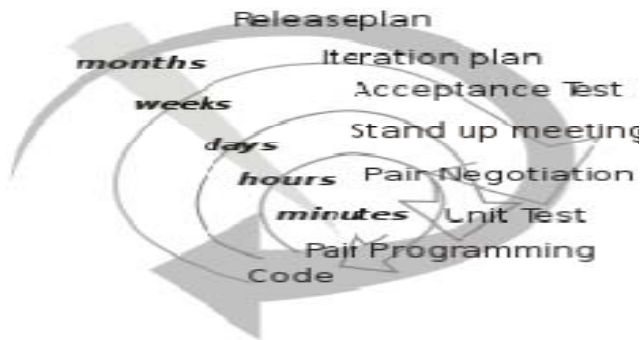 Releaseplan
Iteration plan
months
Acceptance Test
weeks
Stand up meeting
days
Pair Negotiation
hours
Unit Test
minutes
Pair Programming
Code